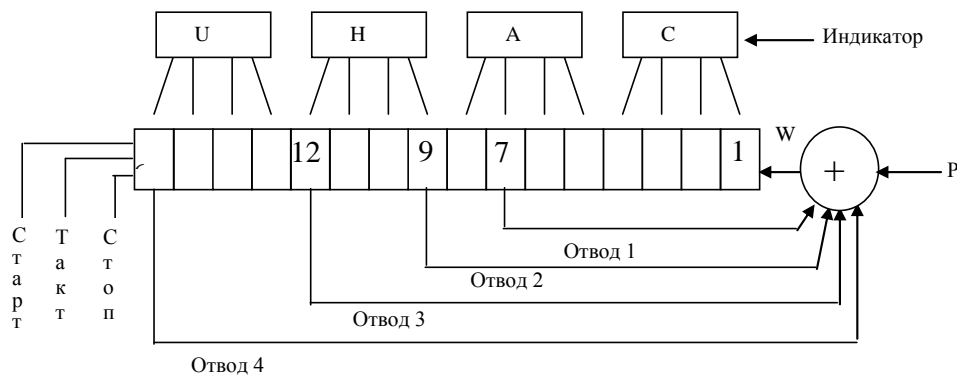 U H A C
Индикатор
12 9 7 1
W
+
P
Старт
Такт
Стоп
Отвод 1
Отвод 2
Отвод 3
Отвод 4